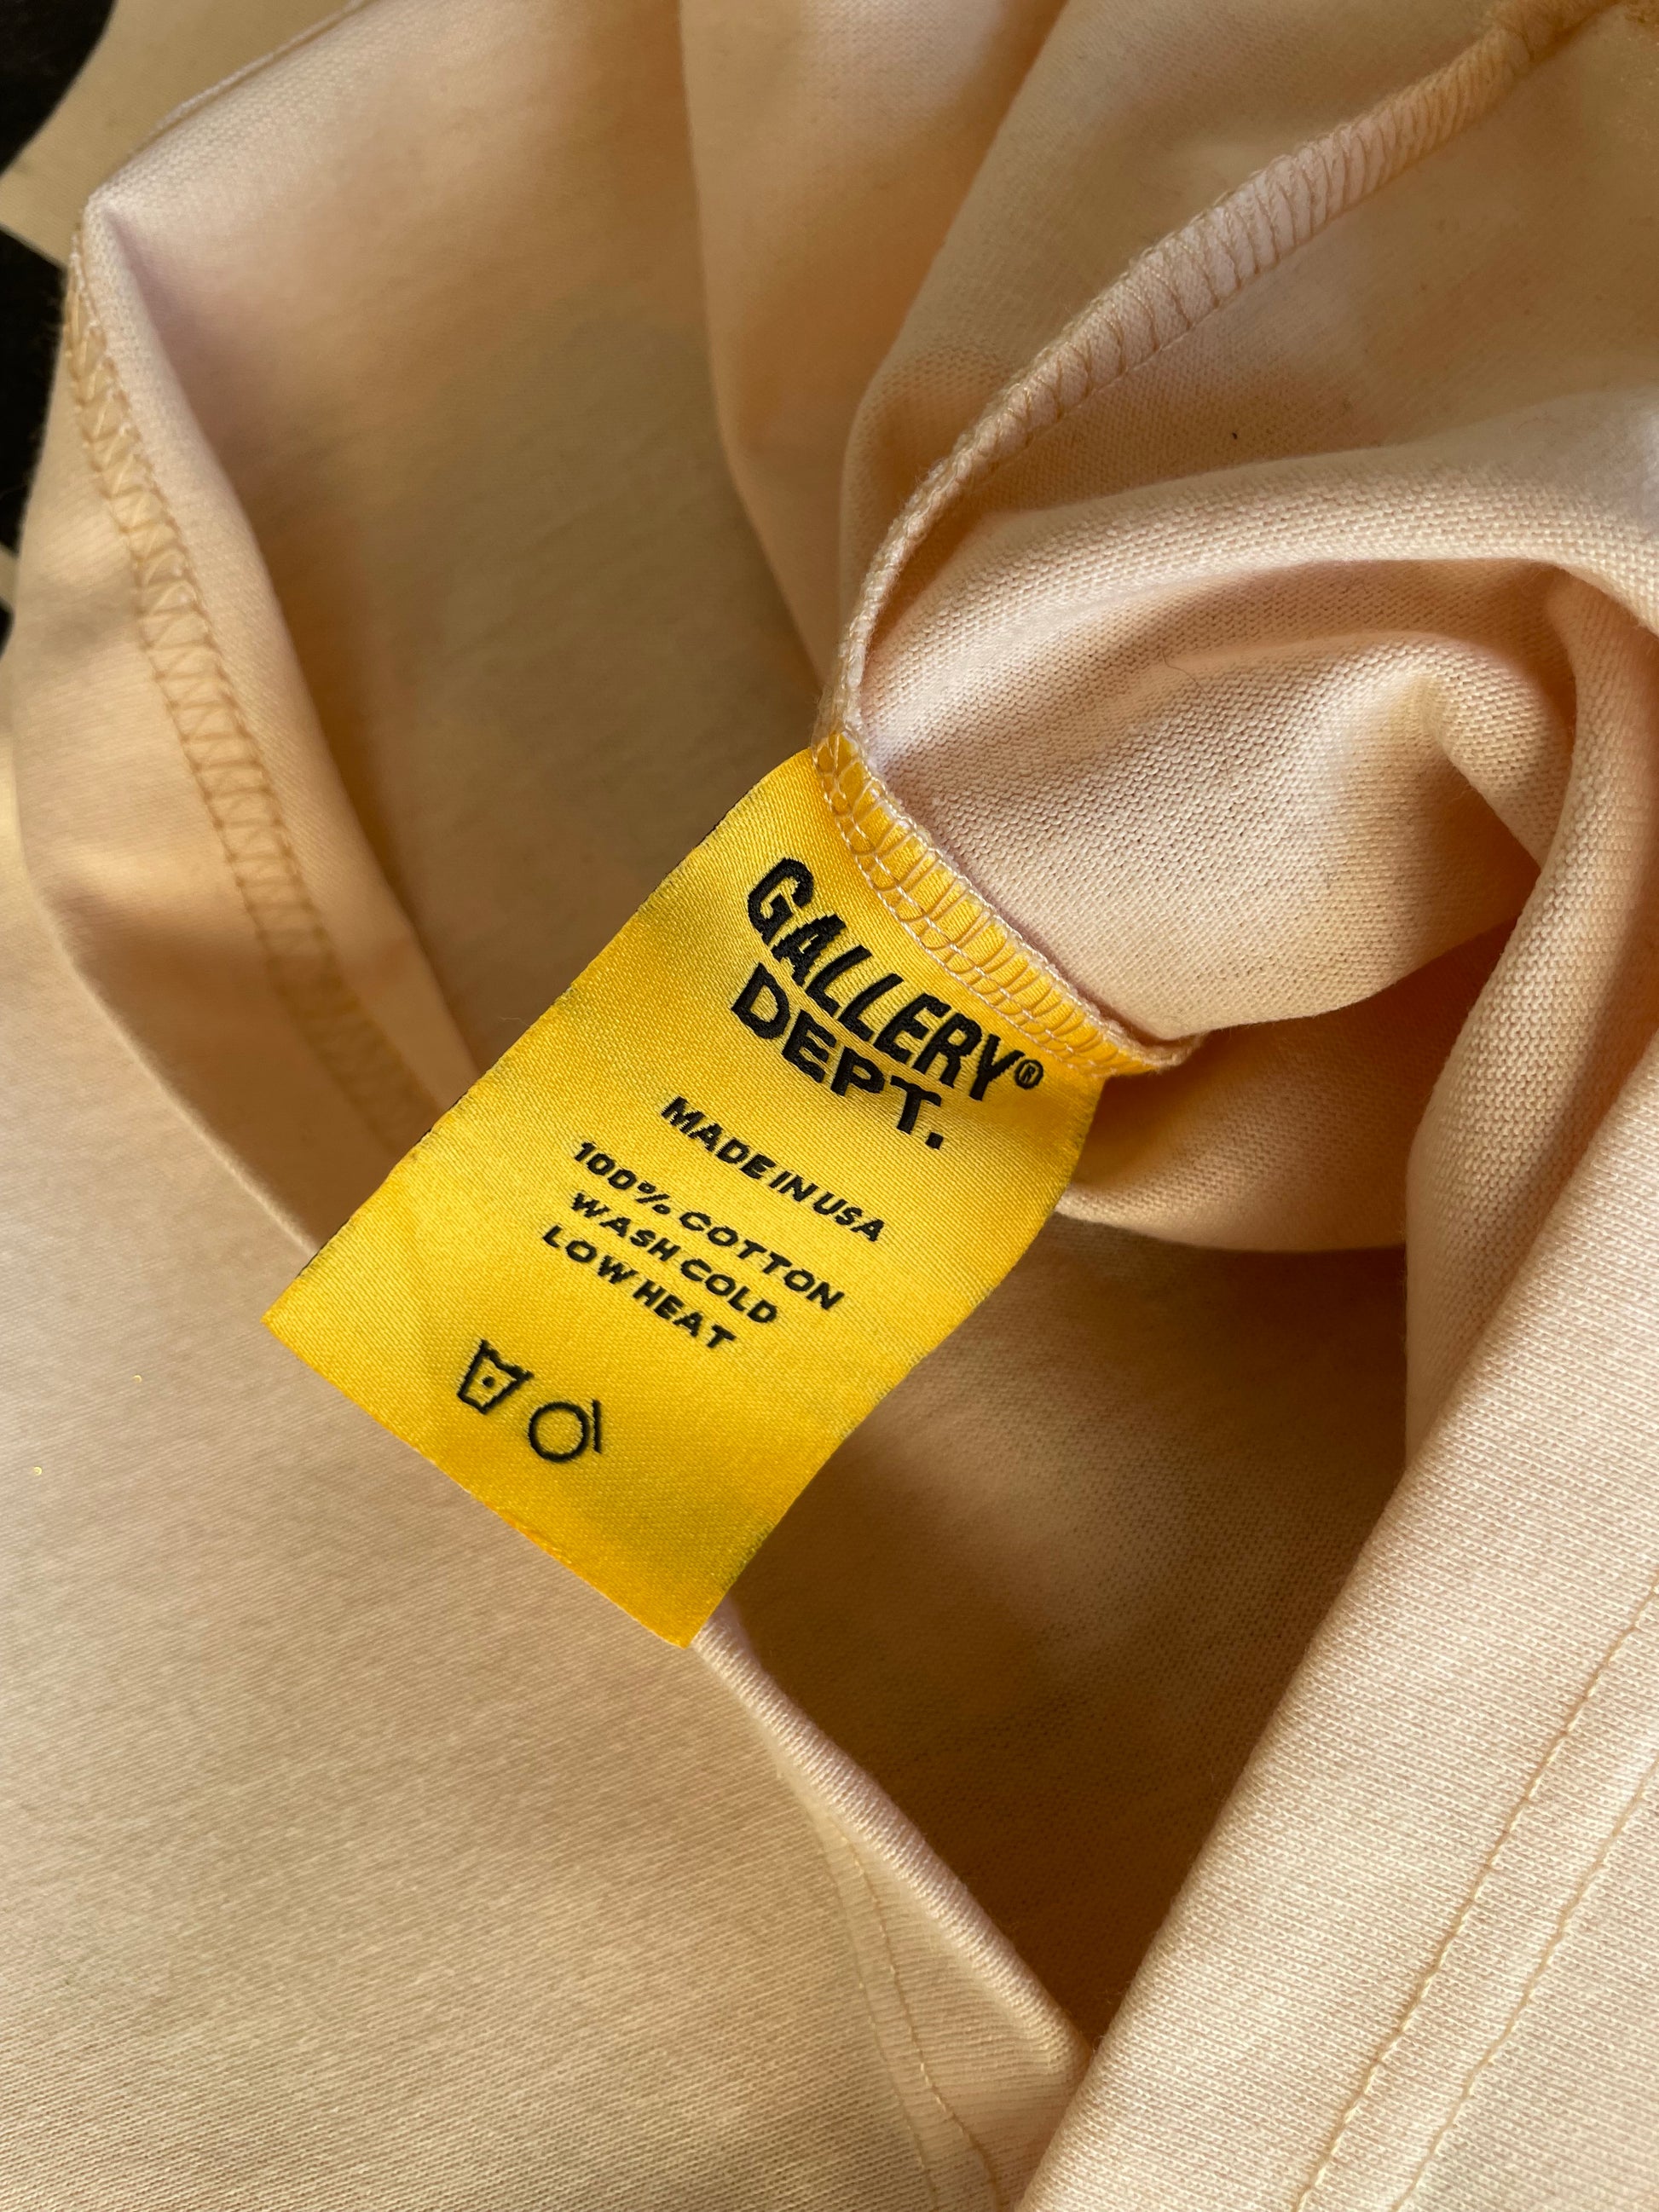 GALLERY®
DEPT.
MADE IN USA
100% COTTON
WASH COLD
LOW HEAT